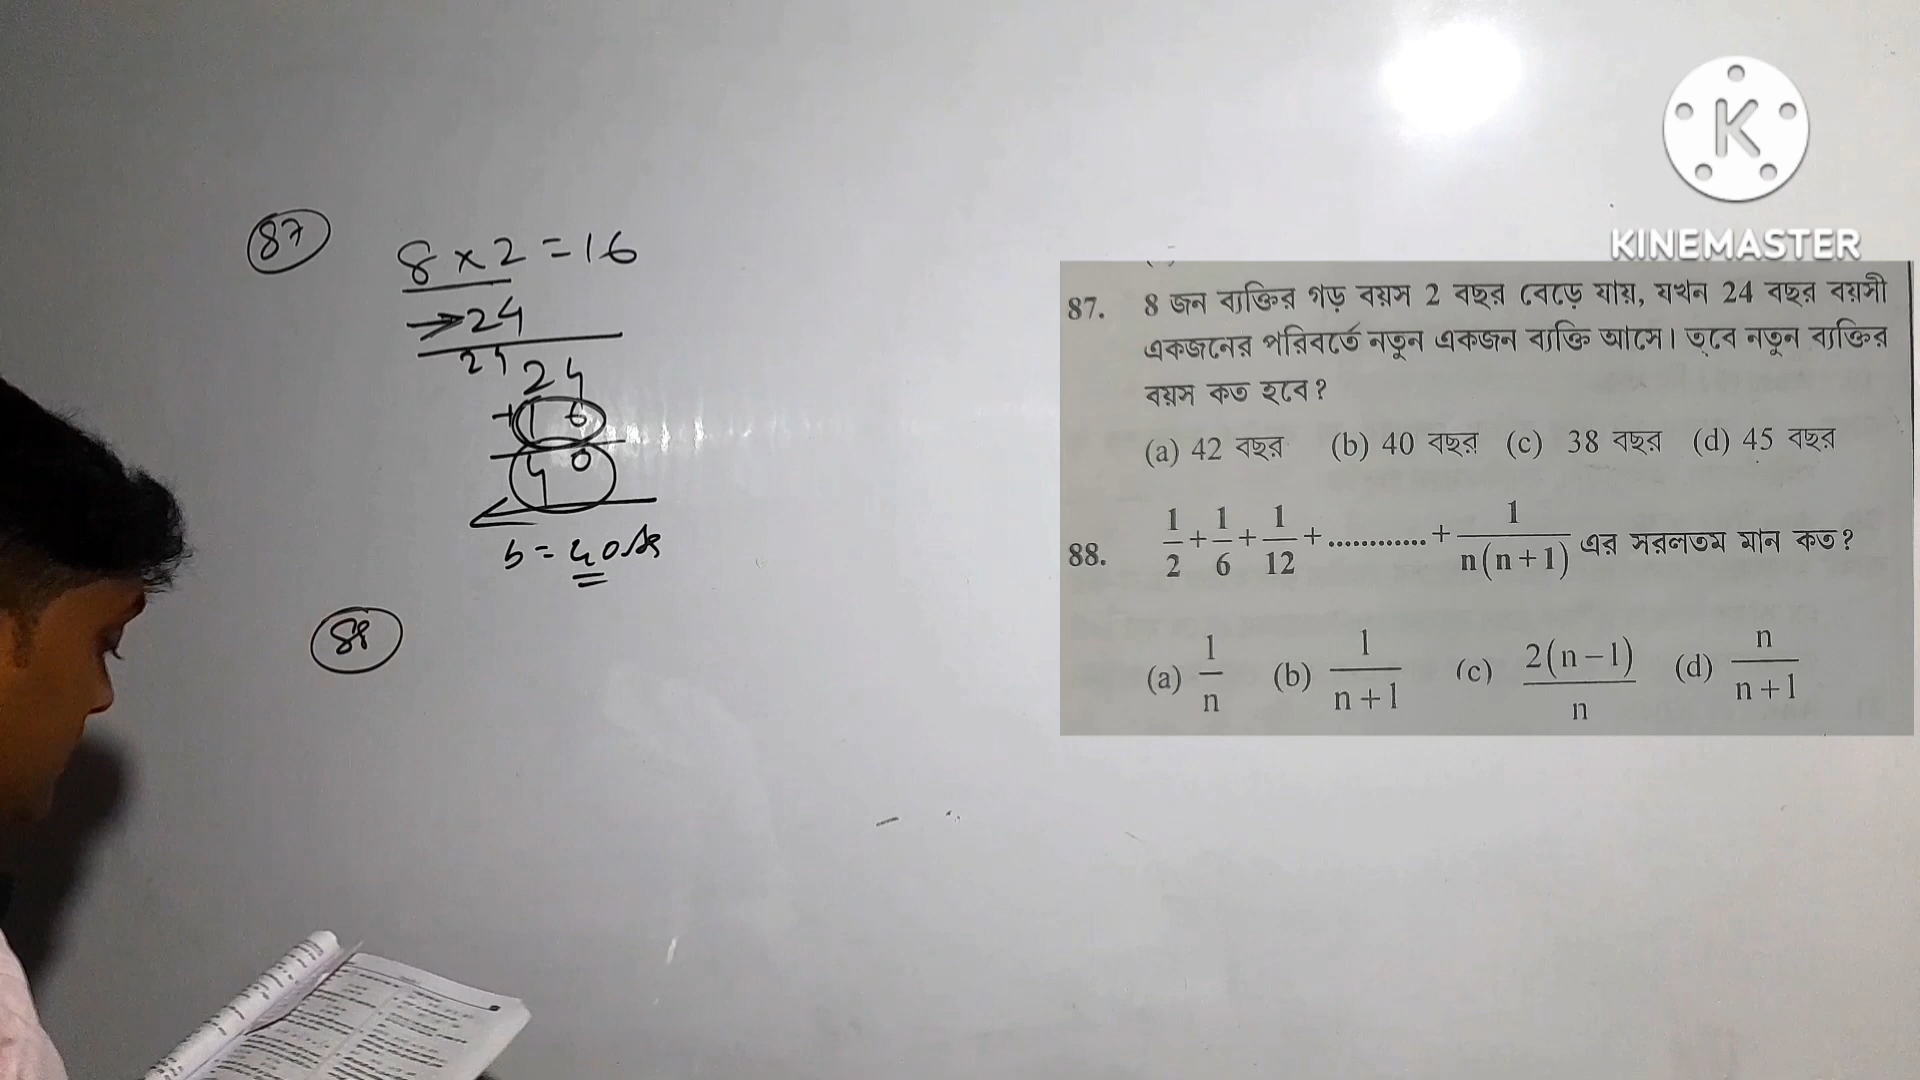 KINEMASTER
87
8 × 2 = 16
→ 24
24
24
+ 16
40
b = 40
88
87. 8 জন ব্যক্তির গড় বয়স 2 বছর বেড়ে যায়, যখন 24 বছর বয়সী
একজনের পরিবর্তে নতুন একজন ব্যক্তি আসে। তবে নতুন ব্যক্তির
বয়স কত হবে?
(a) 42 বছর (b) 40 বছর (c) 38 বছর (d) 45 বছর
88. 1/2 + 1/6 + 1/12 + ............ + 1/n(n+1) এর সরলতম মান কত?
(a) 1/n (b) 1/n+1 (c) 2(n−1)/n (d) n/n+1